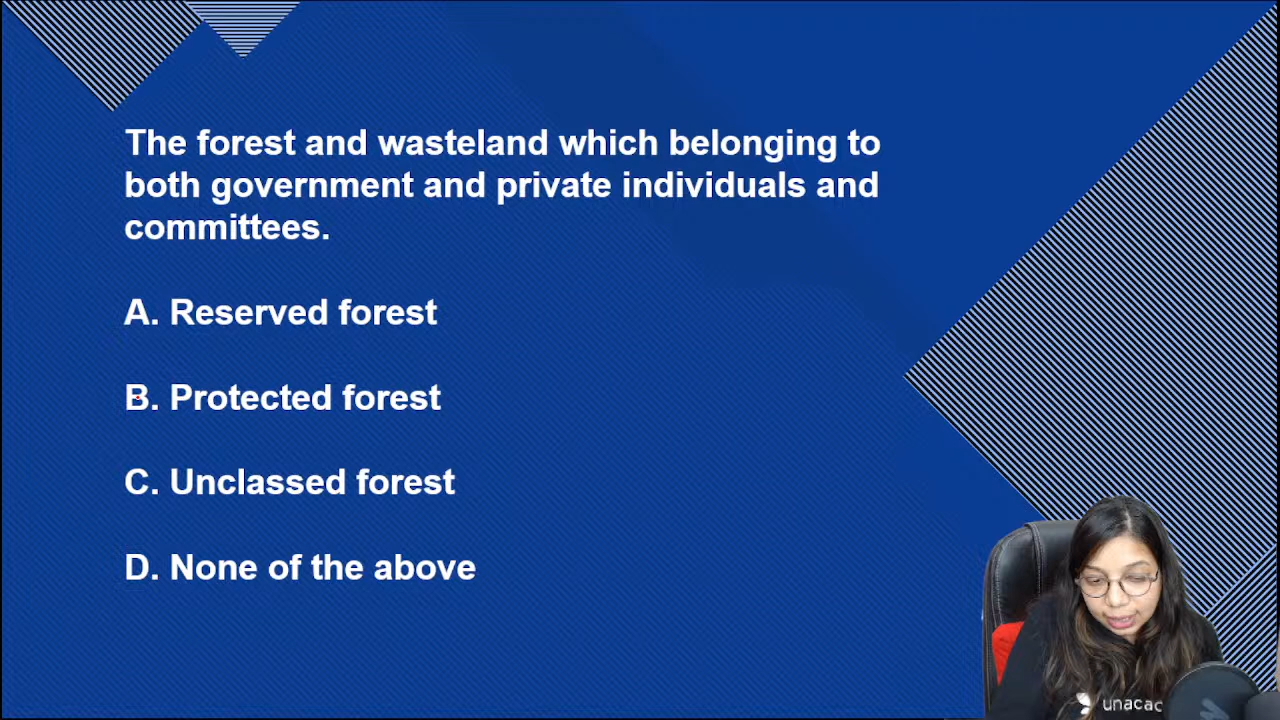 The forest and wasteland which belonging to
both government and private individuals and
committees.
A. Reserved forest
B. Protected forest
C. Unclassed forest
D. None of the above